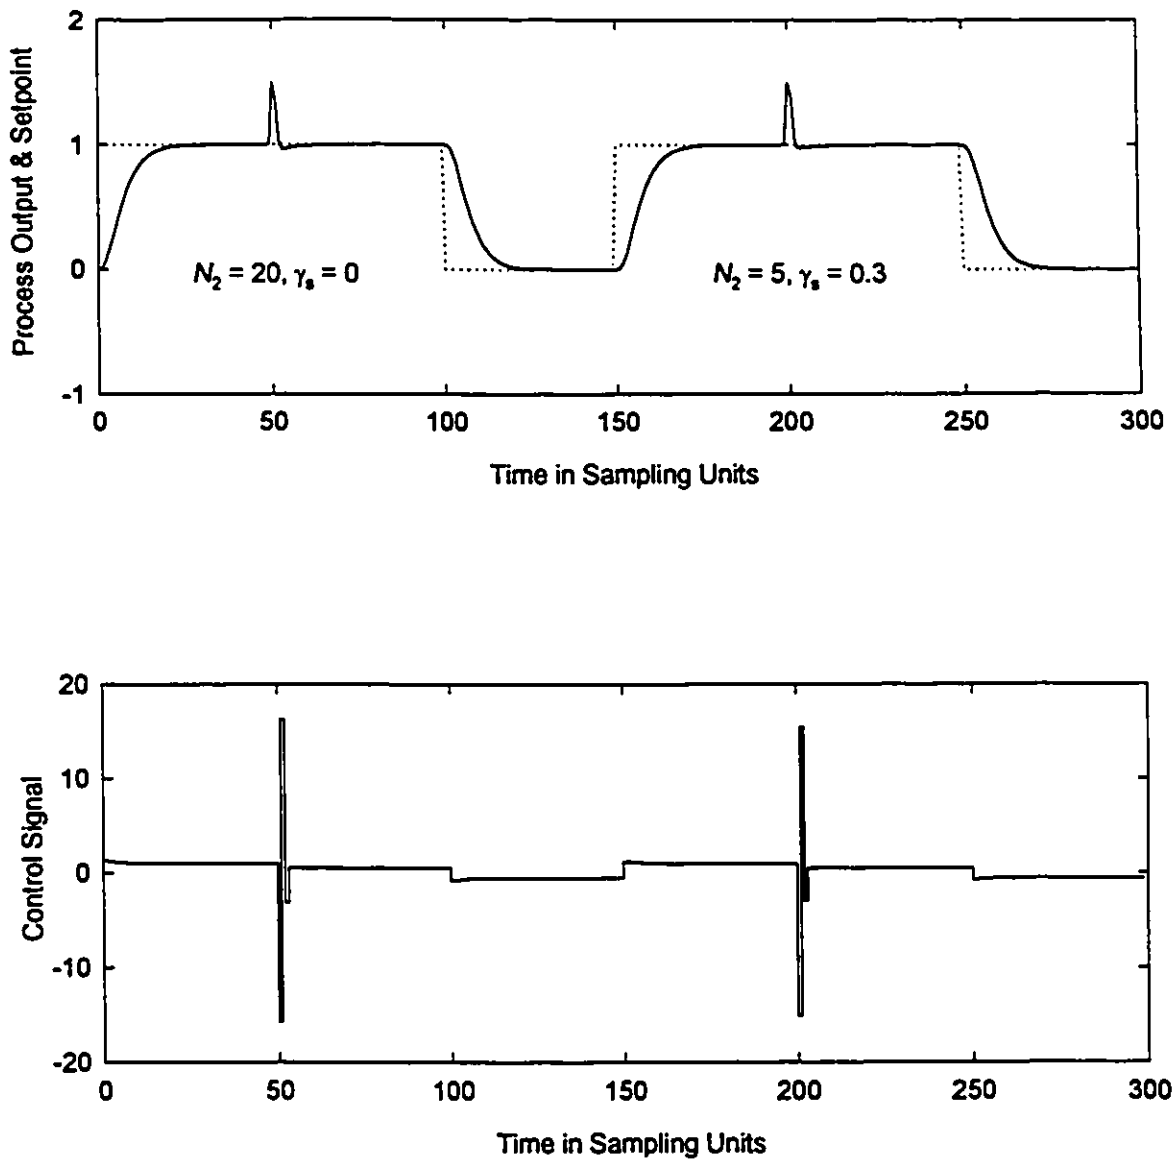 2
1
0
-1
Process Output & Setpoint
N₂ = 20, γₛ = 0
N₂ = 5, γₛ = 0.3
0 50 100 150 200 250 300
Time in Sampling Units
20
10
0
-10
-20
Control Signal
0 50 100 150 200 250 300
Time in Sampling Units